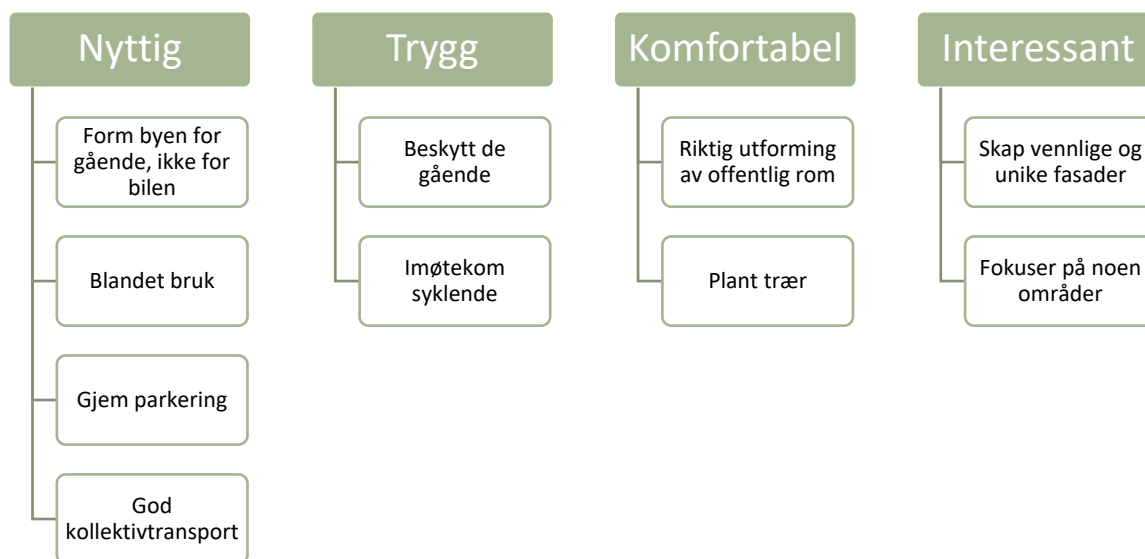 Nyttig
Form byen for
gående, ikke for
bilen
Blandet bruk
Gjem parkering
God
kollektivtransport
Trygg
Beskytt de
gående
Imøtekom
syklende
Komfortabel
Riktig utforming
av offentlig rom
Plant trær
Interessant
Skap vennlige og
unike fasader
Fokuser på noen
områder